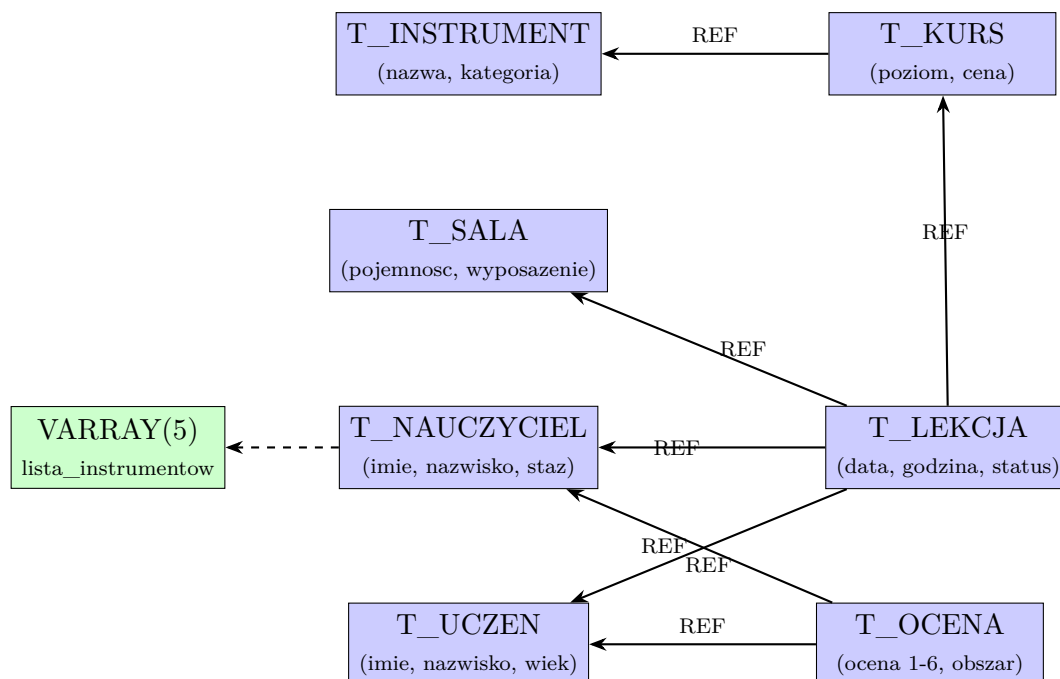 T_INSTRUMENT
(nazwa, kategoria)
REF
T_KURS
(poziom, cena)
REF
T_SALA
(pojemnosc, wyposazenie)
REF
VARRAY(5)
lista_instrumentow
T_NAUCZYCIEL
(imie, nazwisko, staz)
REF
T_LEKCJA
(data, godzina, status)
REF
REF
T_UCZEN
(imie, nazwisko, wiek)
REF
T_OCENA
(ocena 1-6, obszar)